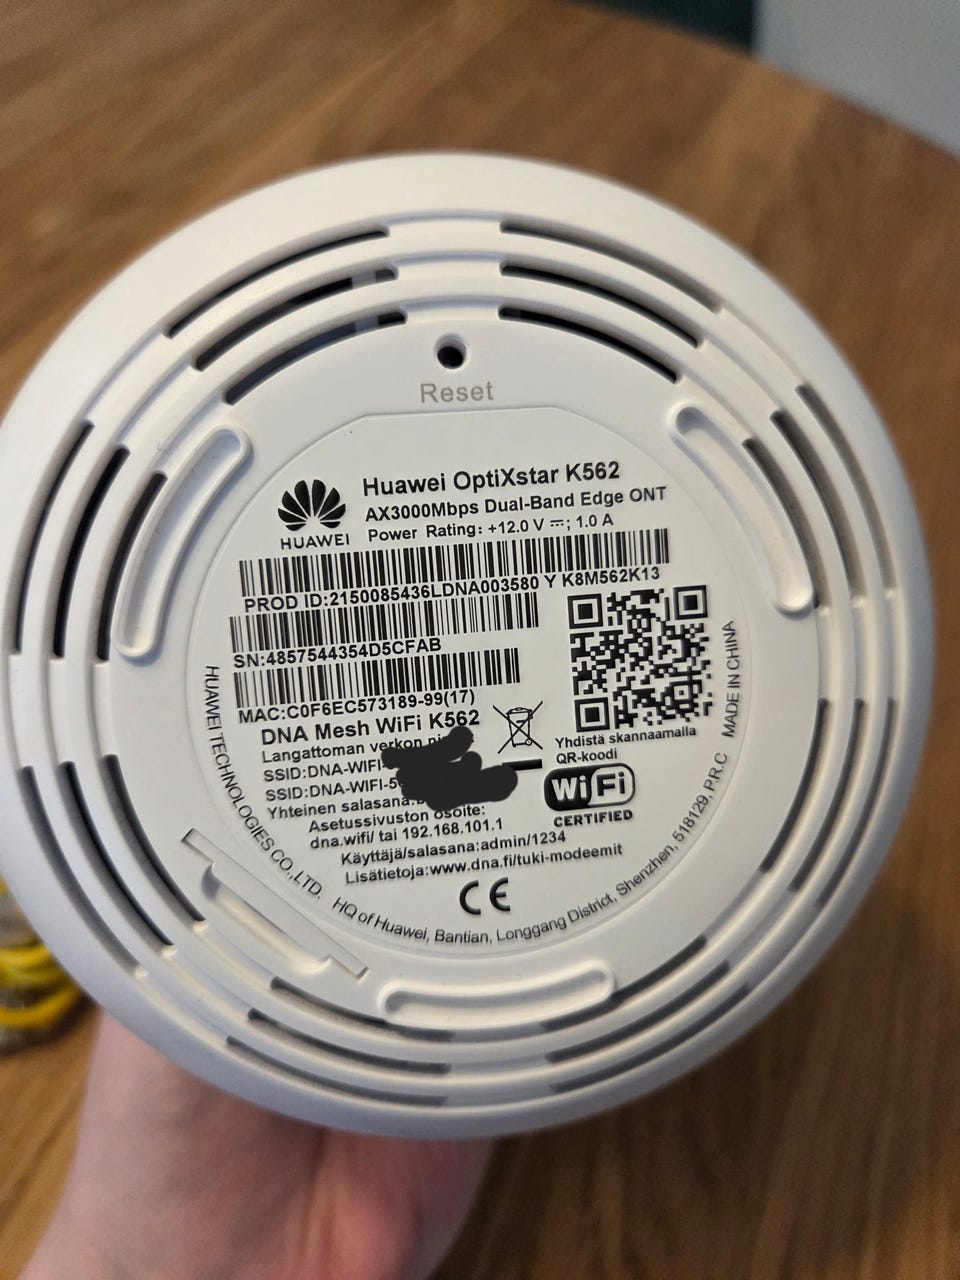 Reset
Huawei OptiXstar K562
AX3000Mbps Dual-Band Edge ONT
Power Rating: +12.0 V ⎓; 1.0 A
HUAWEI
PROD ID:2150085436LDNA003580 Y K8M562K13
SN:4857544354D5CFAB
MAC:C0F6EC573189-99(17)
DNA Mesh WiFi K562
Langattoman verkon
SSID:DNA-WIFI-
SSID:DNA-WIFI-5
Yhteinen salasana:
Asetussivuston osoite:
dna.wifi/ tai 192.168.101.1
Käyttäjä/salasana:admin/1234
Lisätietoja:www.dna.fi/tuki-modeemit
Yhdistä skannaamalla
QR-koodi
WiFi
CERTIFIED
CE
HUAWEI TECHNOLOGIES CO.,LTD. HQ of Huawei, Bantian, Longgang District, Shenzhen, 518129, P.R.C MADE IN CHINA